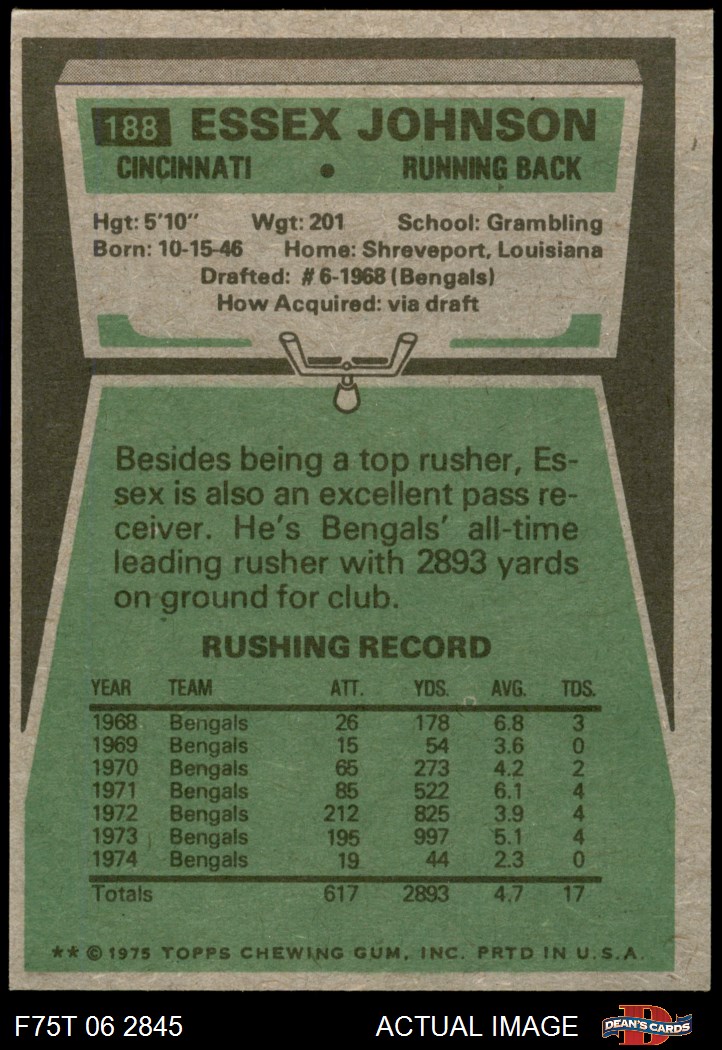 188 ESSEX JOHNSON
CINCINNATI • RUNNING BACK
Hgt: 5'10" Wgt: 201 School: Grambling
Born: 10-15-46 Home: Shreveport, Louisiana
Drafted: #6-1968 (Bengals)
How Acquired: via draft
Besides being a top rusher, Es-
sex is also an excellent pass re-
ceiver. He's Bengals' all-time
leading rusher with 2893 yards
on ground for club.
RUSHING RECORD
YEAR TEAM ATT. YDS. AVG. TDS.
1968 Bengals 26 178 6.8 3
1969 Bengals 15 54 3.6 0
1970 Bengals 65 273 4.2 2
1971 Bengals 85 522 6.1 4
1972 Bengals 212 825 3.9 4
1973 Bengals 195 997 5.1 4
1974 Bengals 19 44 2.3 0
Totals 617 2893 4.7 17
** © 1975 TOPPS CHEWING GUM, INC. PRTD IN U.S.A.
F75T 06 2845 ACTUAL IMAGE D DEAN'S CARDS